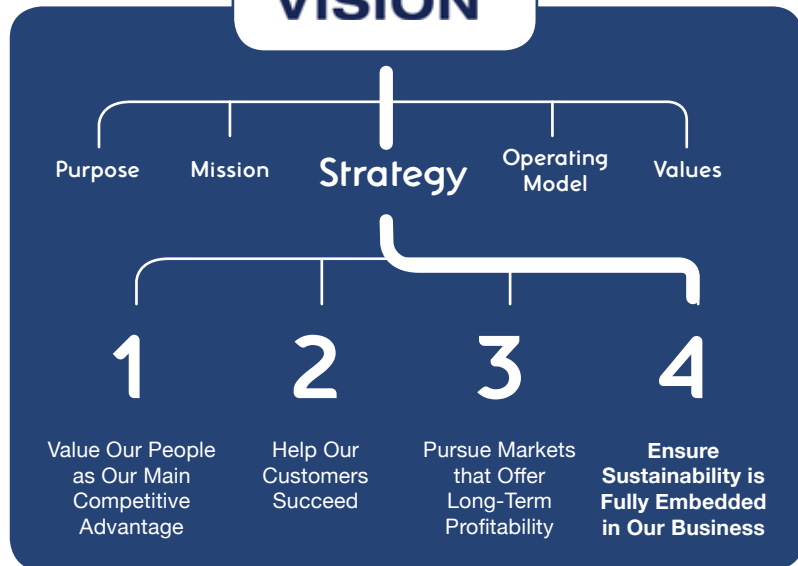 VISION
Purpose
Mission
Strategy
Operating
Model
Values
1
2
3
4
Value Our People
as Our Main
Competitive
Advantage
Help Our
Customers
Succeed
Pursue Markets
that Offer
Long-Term
Profitability
Ensure
Sustainability is
Fully Embedded
in Our Business